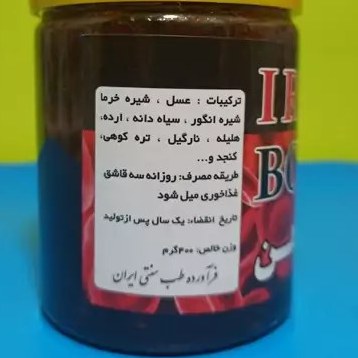 ترکیبات : عسل ، شیره خرما
شیره انگور ، سیاه دانه ، ارده،
هلیله ، نارگیل ، تره کوهی،
کنجد و...
طریقه مصرف: روزانه سه قاشق
غذاخوری میل شود
تاریخ انقضاء: یک سال پس ازتولید
وزن خالص: ۴۰۰گرم
فرآورده طب سنتی ایران